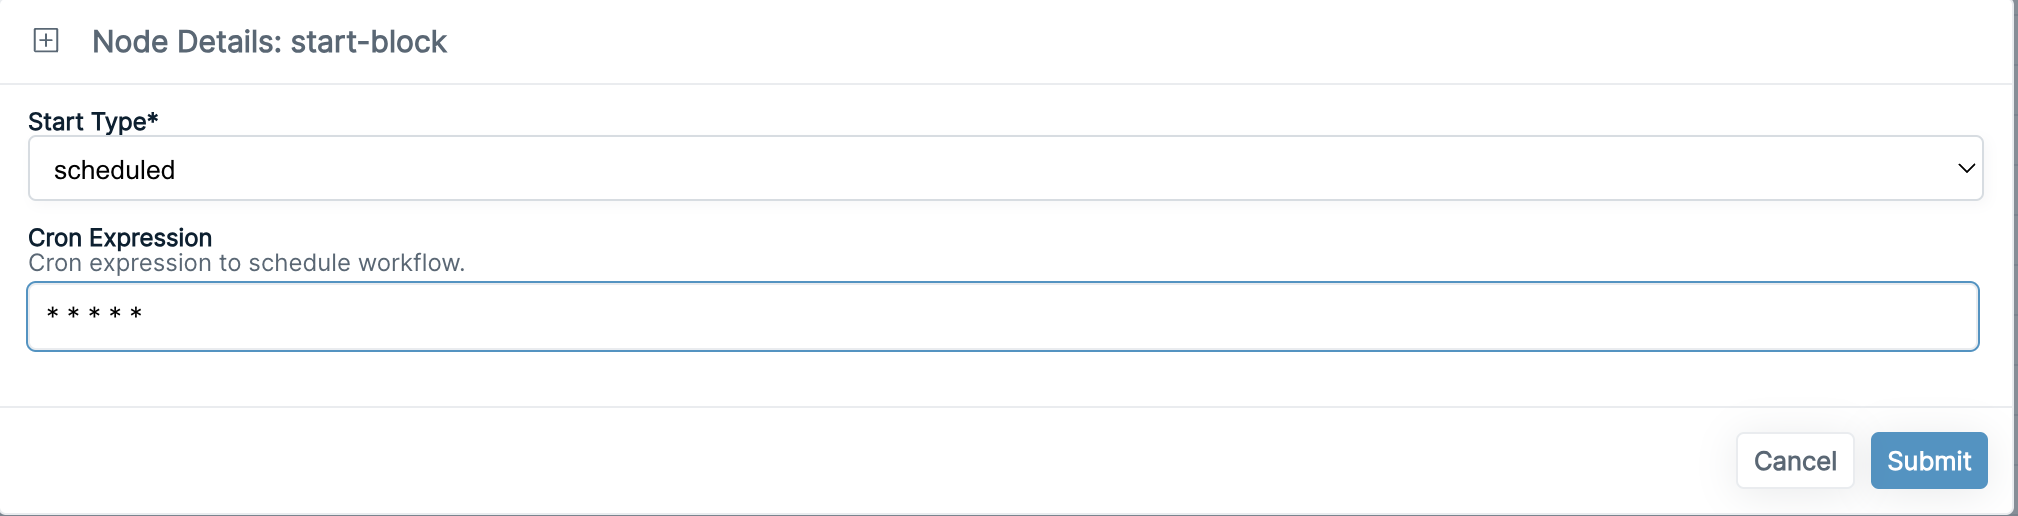 Node Details: start-block
Start Type*
scheduled
Cron Expression
Cron expression to schedule workflow.
* * * * *
Cancel Submit